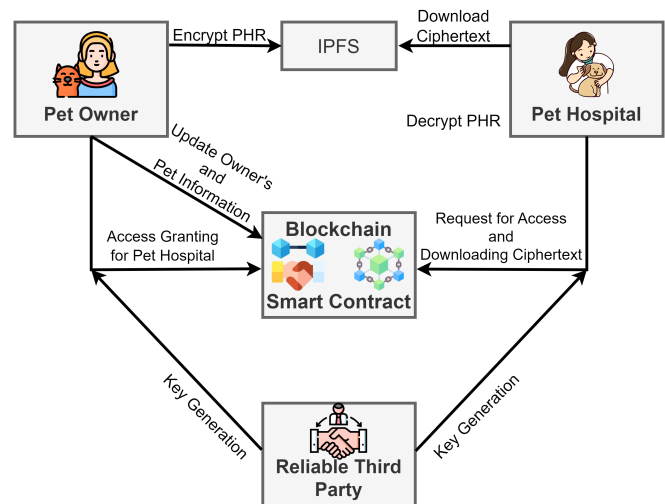 Encrypt PHR
IPFS
Download
Ciphertext
Pet Owner
Decrypt PHR
Pet Hospital
Update Owner's
and
Pet Information
Access Granting
for Pet Hospital
Blockchain
Smart Contract
Request for Access
and
Downloading Ciphertext
Key Generation
Key Generation
Reliable Third
Party